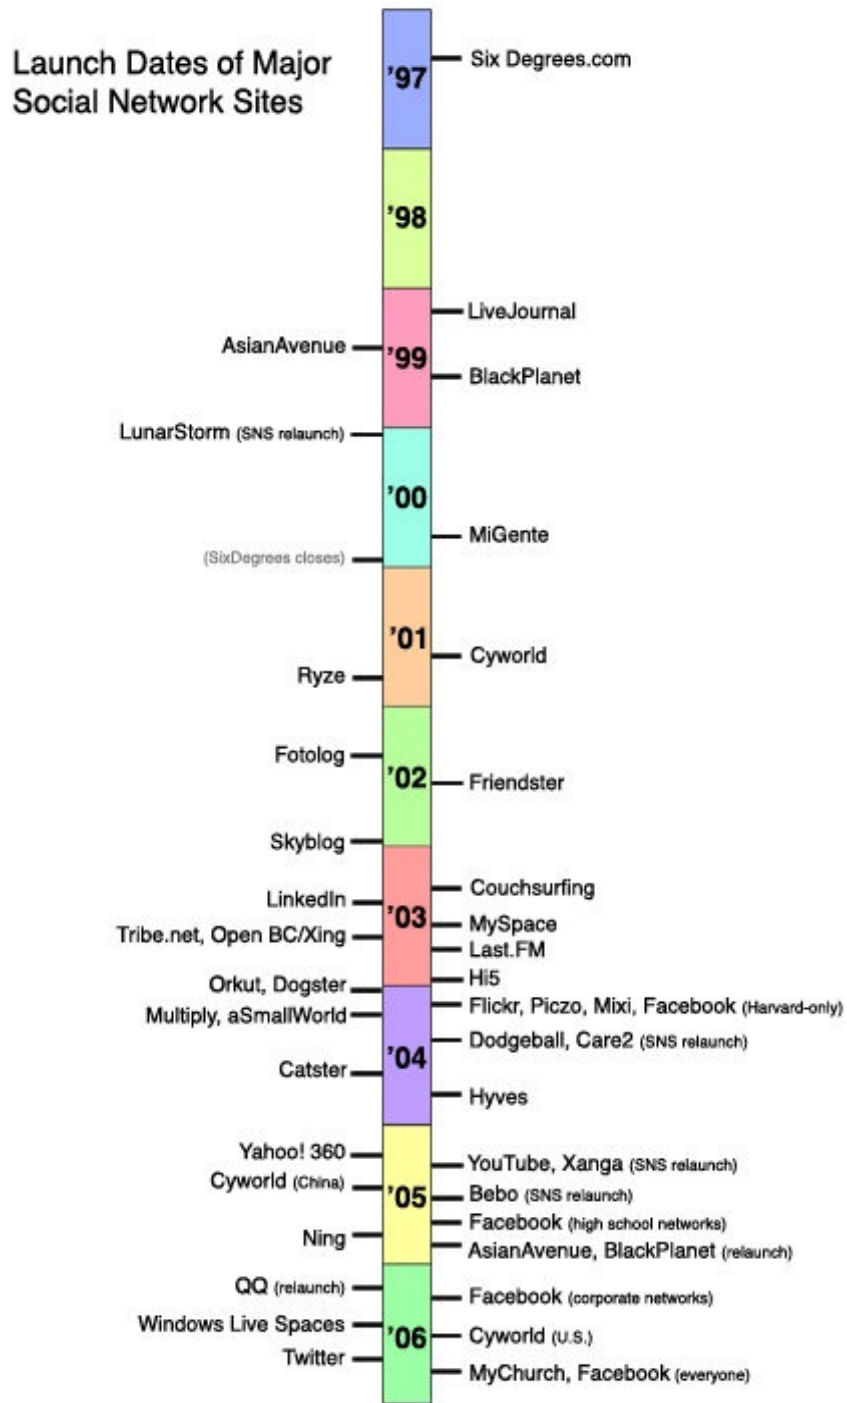 Launch Dates of Major
Social Network Sites
'97
Six Degrees.com
'98
'99
LiveJournal
AsianAvenue
BlackPlanet
LunarStorm (SNS relaunch)
'00
MiGente
(SixDegrees closes)
'01
Cyworld
Ryze
Fotolog
'02
Friendster
Skyblog
Couchsurfing
LinkedIn
'03
MySpace
Tribe.net, Open BC/Xing
Last.FM
Hi5
Orkut, Dogster
Flickr, Piczo, Mixi, Facebook (Harvard-only)
Multiply, aSmallWorld
Dodgeball, Care2 (SNS relaunch)
'04
Catster
Hyves
Yahoo! 360
YouTube, Xanga (SNS relaunch)
Cyworld (China)
'05
Bebo (SNS relaunch)
Facebook (high school networks)
Ning
AsianAvenue, BlackPlanet (relaunch)
QQ (relaunch)
Facebook (corporate networks)
Windows Live Spaces
'06
Cyworld (U.S.)
Twitter
MyChurch, Facebook (everyone)